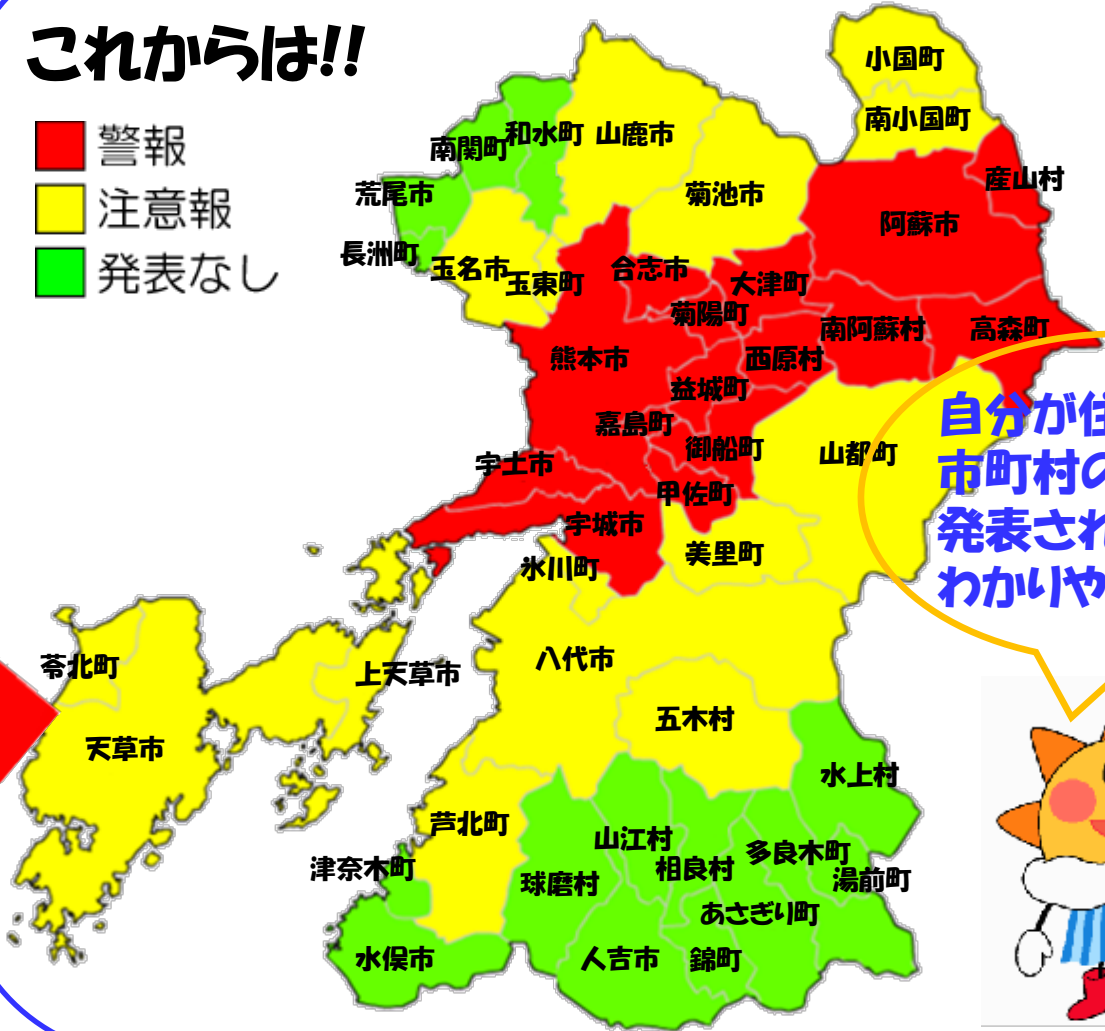 これからは!!
警報
注意報
発表なし
小国町
南小国町
産山村
阿蘇市
和水町
山鹿市
南関町
菊池市
荒尾市
長洲町
玉名市
玉東町
合志市
大津町
菊陽町
南阿蘇村
高森町
熊本市
西原村
益城町
嘉島町
御船町
山都町
宇土市
甲佐町
宇城市
美里町
氷川町
自分が住
市町村の
発表され
わかりや
苓北町
上天草市
八代市
天草市
五木村
水上村
芦北町
山江村
多良木町
津奈木町
相良村
湯前町
球磨村
あさぎり町
水俣市
人吉市
錦町